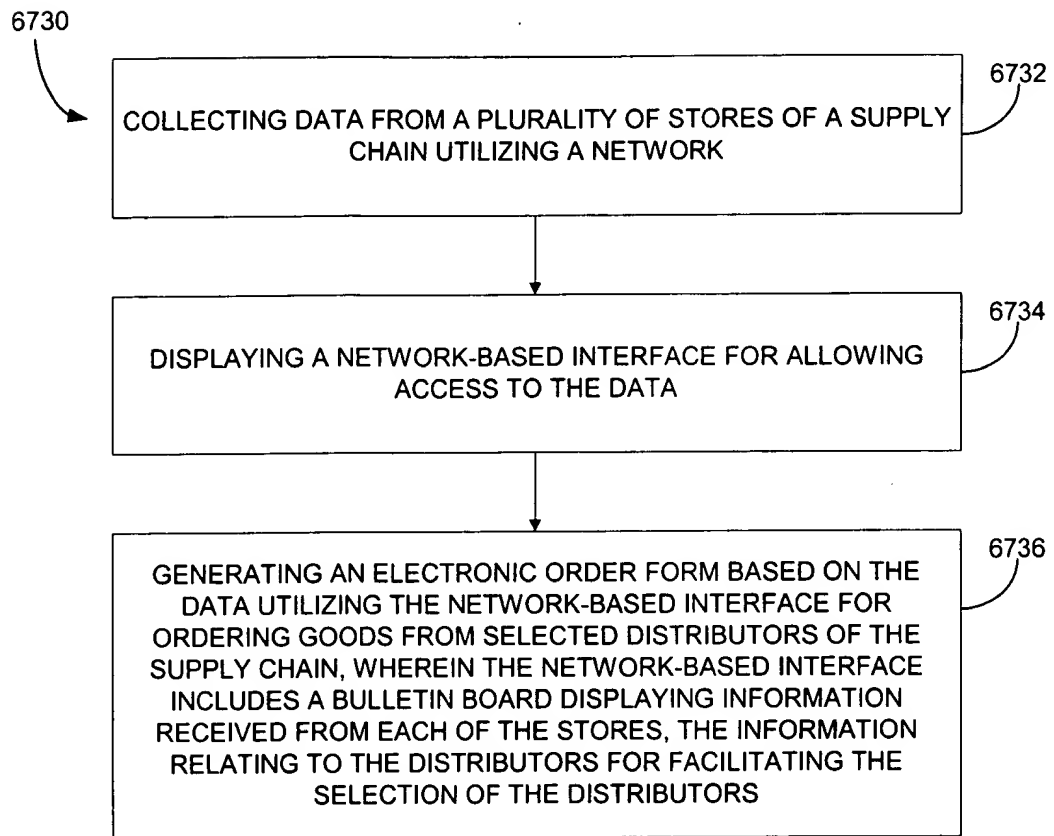 6730
6732
COLLECTING DATA FROM A PLURALITY OF STORES OF A SUPPLY
CHAIN UTILIZING A NETWORK
6734
DISPLAYING A NETWORK-BASED INTERFACE FOR ALLOWING
ACCESS TO THE DATA
6736
GENERATING AN ELECTRONIC ORDER FORM BASED ON THE
DATA UTILIZING THE NETWORK-BASED INTERFACE FOR
ORDERING GOODS FROM SELECTED DISTRIBUTORS OF THE
SUPPLY CHAIN, WHEREIN THE NETWORK-BASED INTERFACE
INCLUDES A BULLETIN BOARD DISPLAYING INFORMATION
RECEIVED FROM EACH OF THE STORES, THE INFORMATION
RELATING TO THE DISTRIBUTORS FOR FACILITATING THE
SELECTION OF THE DISTRIBUTORS